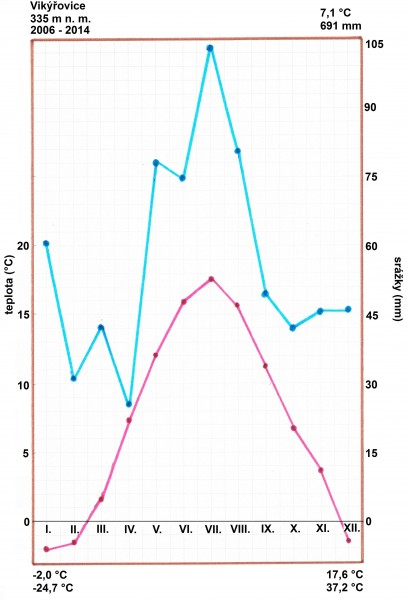 Vikýřovice
335 m n. m.
2006 - 2014
7,1 °C
691 mm
105
90
75
60
45
30
15
0
srážky (mm)
20
15
10
5
0
teplota (°C)
I. II. III. IV. V. VI. VII. VIII. IX. X. XI. XII.
-2,0 °C
-24,7 °C
17,6 °C
37,2 °C